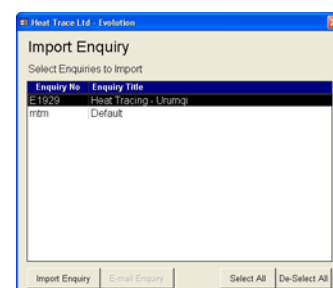 Heat Trace Ltd - Evolution
Import Enquiry
Select Enquiries to Import
Enquiry No Enquiry Title
E1929 Heat Tracing - Urumqi
mtm Default
Import Enquiry E-mail Enquiry Select All De-Select All